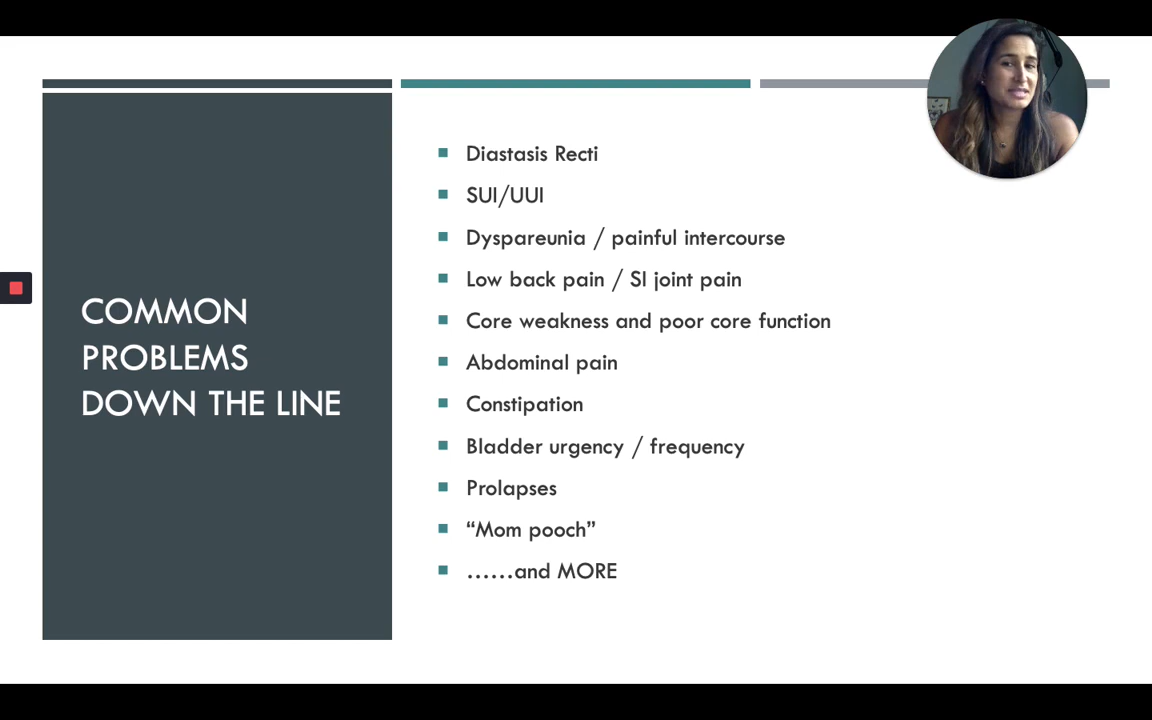 COMMON
PROBLEMS
DOWN THE LINE
Diastasis Recti
SUI/UUI
Dyspareunia / painful intercourse
Low back pain / SI joint pain
Core weakness and poor core function
Abdominal pain
Constipation
Bladder urgency / frequency
Prolapses
“Mom pooch”
......and MORE